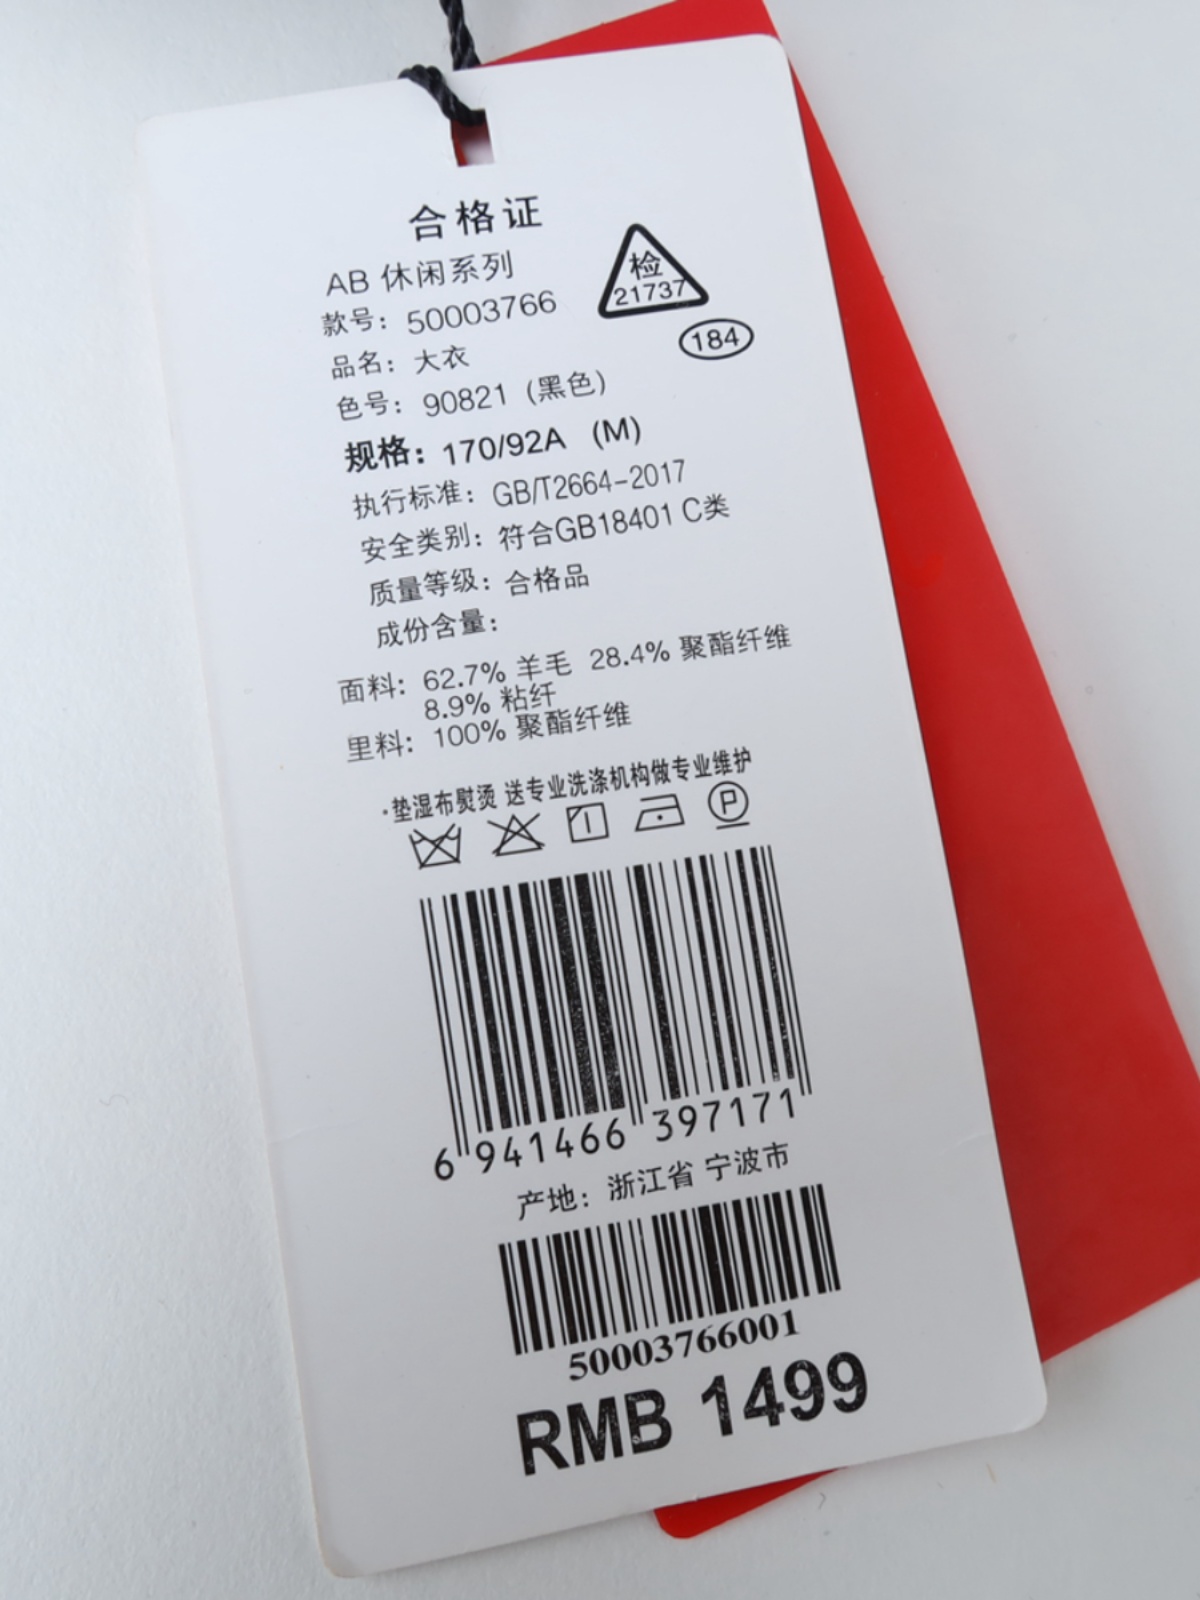 合格证
AB 休闲系列
检
21737
款号：50003766
184
品名：大衣
色号：90821（黑色）
规格：170/92A （M）
执行标准：GB/T2664-2017
安全类别：符合GB18401 C类
质量等级：合格品
成份含量：
面料：62.7% 羊毛 28.4% 聚酯纤维
8.9% 粘纤
里料：100% 聚酯纤维
·垫湿布熨烫 送专业洗涤机构做专业维护
P
6 941466 397171
产地：浙江省 宁波市
50003766001
RMB 1499